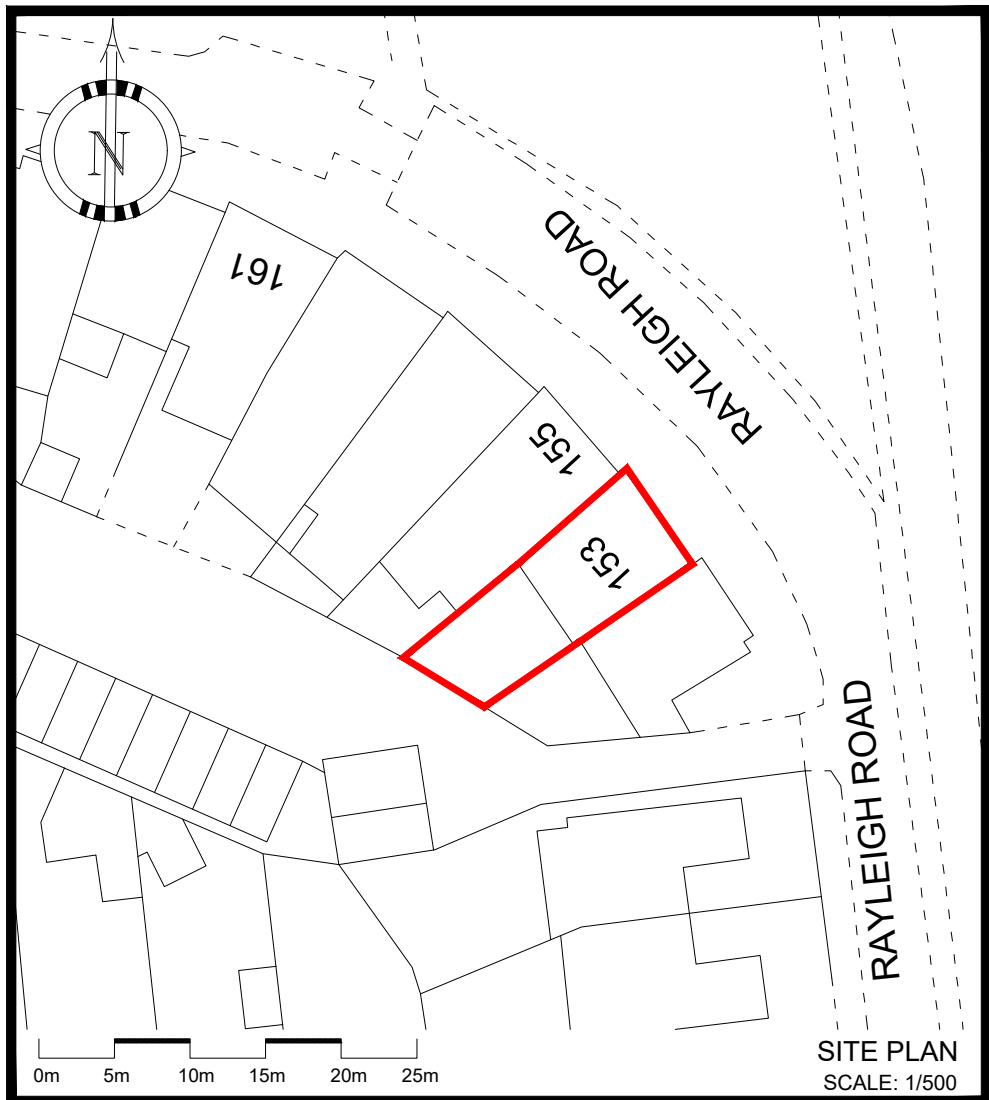 N
161
RAYLEIGH ROAD
155
153
RAYLEIGH ROAD
0m 5m 10m 15m 20m 25m
SITE PLAN
SCALE: 1/500